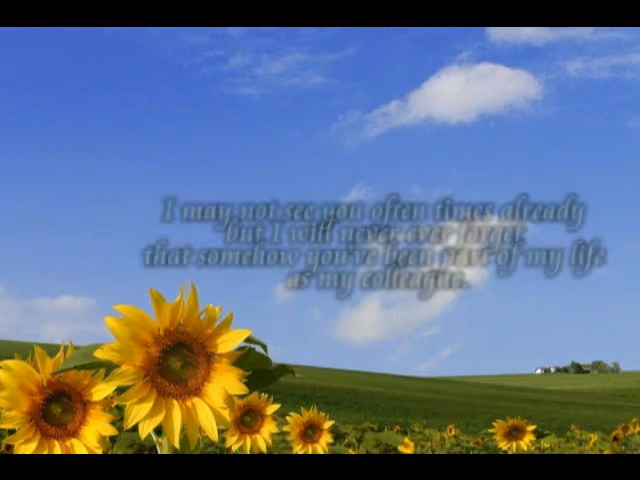 I may not see you often times already
but I will never ever forget
that somehow you've been part of my life
as my colleague.